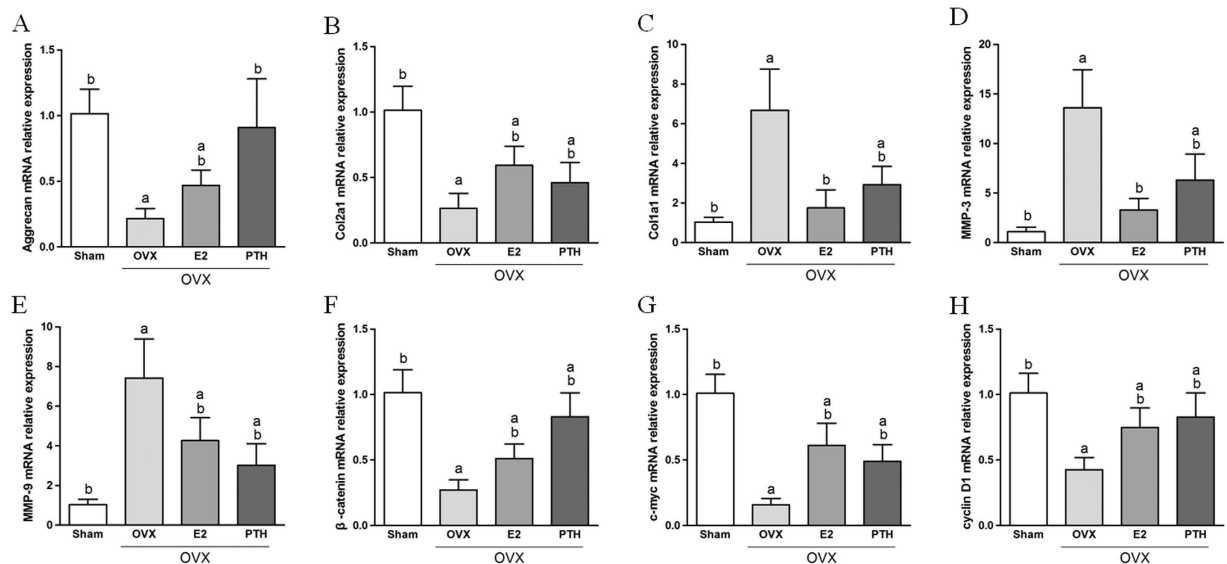 A
Aggrecan mRNA relative expression
1.5
1.0
0.5
0.0
b
a
a
b
b
Sham OVX E2 PTH
OVX
B
Col2a1 mRNA relative expression
1.5
1.0
0.5
0.0
b
a
a
b
a
b
Sham OVX E2 PTH
OVX
C
Col1a1 mRNA relative expression
10
8
6
4
2
0
b
a
b
a
b
Sham OVX E2 PTH
OVX
D
MMP-3 mRNA relative expression
20
15
10
5
0
b
a
b
a
b
Sham OVX E2 PTH
OVX
E
MMP-9 mRNA relative expression
10
8
6
4
2
0
b
a
a
b
a
b
Sham OVX E2 PTH
OVX
F
β -catenin mRNA relative expression
1.5
1.0
0.5
0.0
b
a
a
b
a
b
Sham OVX E2 PTH
OVX
G
c-myc mRNA relative expression
1.5
1.0
0.5
0.0
b
a
a
b
a
b
Sham OVX E2 PTH
OVX
H
cyclin D1 mRNA relative expression
1.5
1.0
0.5
0.0
b
a
a
b
a
b
Sham OVX E2 PTH
OVX